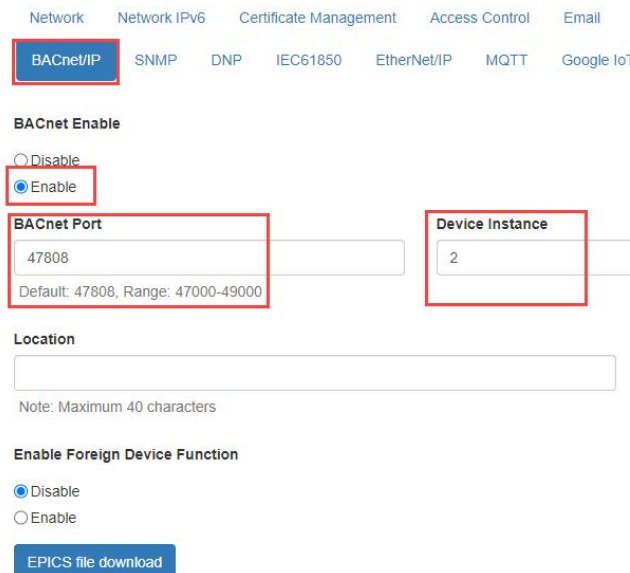 Network Network IPv6 Certificate Management Access Control Email
BACnet/IP SNMP DNP IEC61850 EtherNet/IP MQTT Google IoT
BACnet Enable
Disable
Enable
BACnet Port Device Instance
47808 2
Default: 47808, Range: 47000-49000
Location
Note: Maximum 40 characters
Enable Foreign Device Function
Disable
Enable
EPICS file download